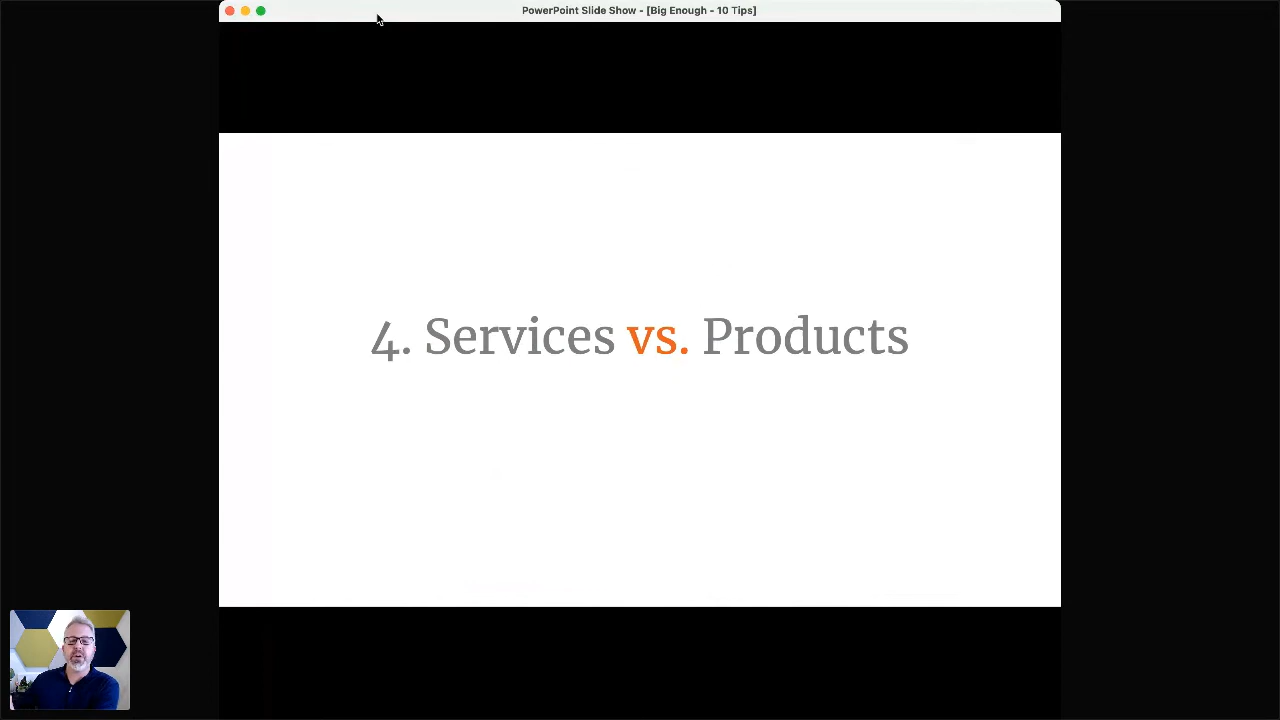 PowerPoint Slide Show - [Big Enough - 10 Tips]
4. Services vs. Products